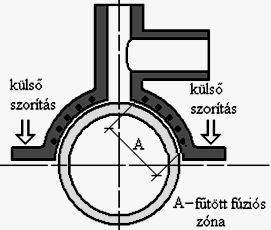 külső
szorítás
külső
szorítás
A
A–fűtött fúziós
zóna